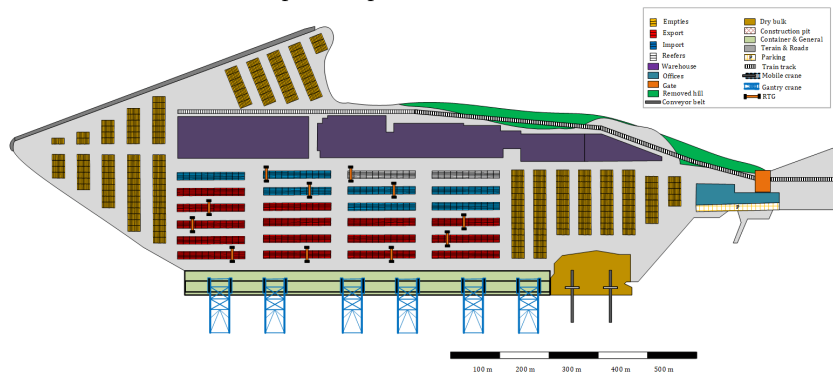 Empties
Export
Import
Reefers
Warehouse
Offices
Gate
Removed hill
Conveyor belt
Dry bulk
Construction pit
Container & General
Terain & Roads
P Parking
Train track
Mobile crane
Gantry crane
RTG
P
100 m 200 m 300 m 400 m 500 m